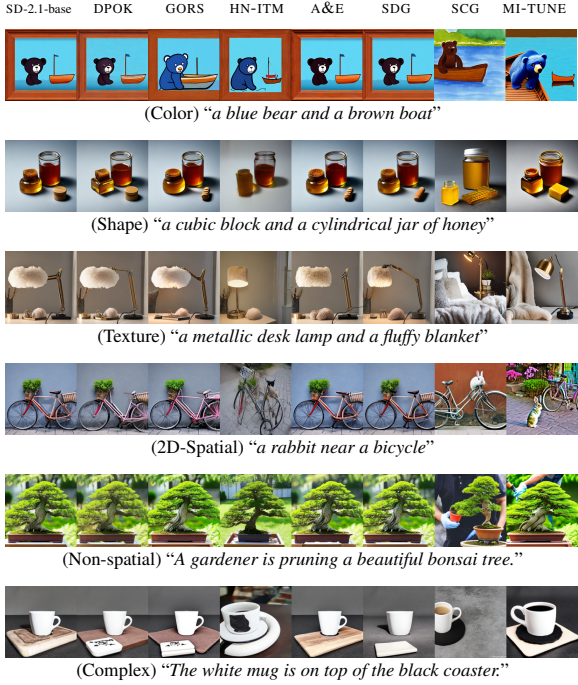 SD-2.1-base DPOK GORS HN-ITM A&E SDG SCG MI-TUNE
(Color) “a blue bear and a brown boat”
(Shape) “a cubic block and a cylindrical jar of honey”
(Texture) “a metallic desk lamp and a fluffy blanket”
(2D-Spatial) “a rabbit near a bicycle”
(Non-spatial) “A gardener is pruning a beautiful bonsai tree.”
(Complex) “The white mug is on top of the black coaster.”